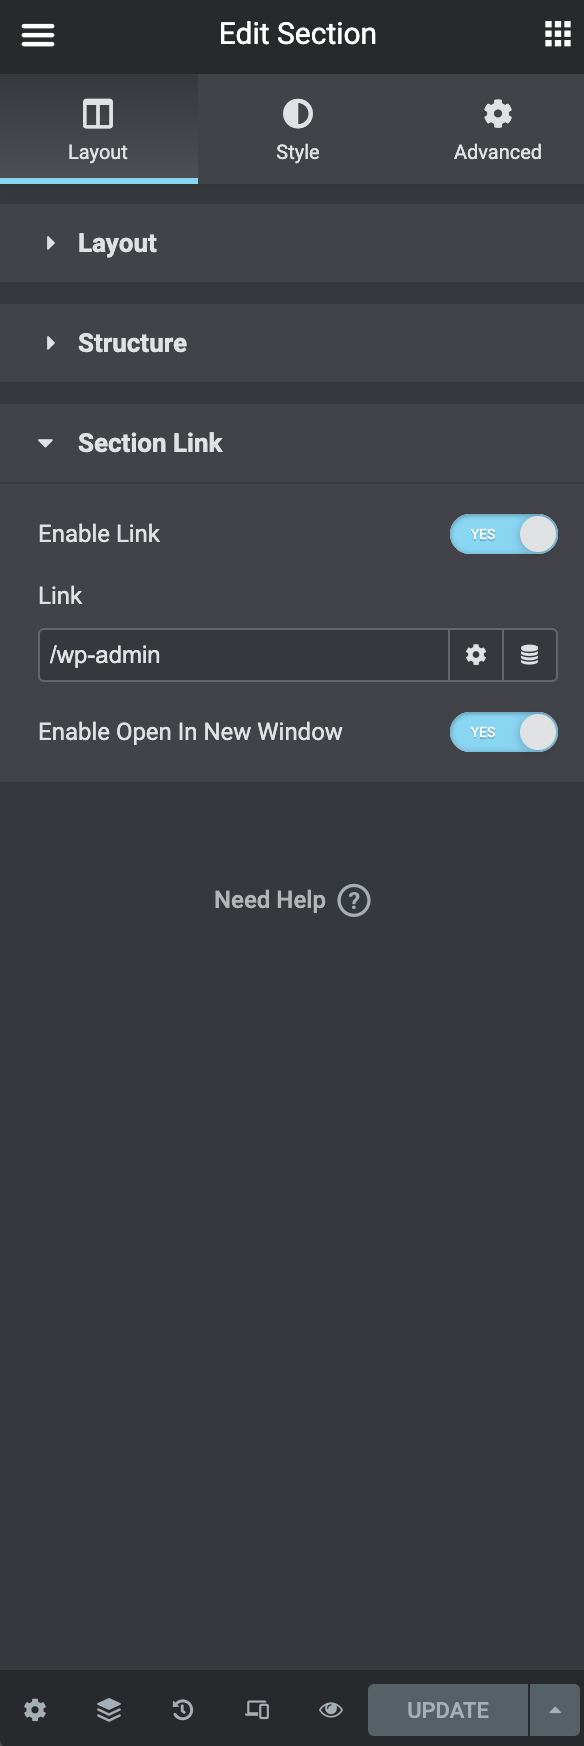 Edit Section
Layout
Style
Advanced
Layout
Structure
Section Link
Enable Link
YES
Link
/wp-admin
Enable Open In New Window
YES
Need Help ?
UPDATE